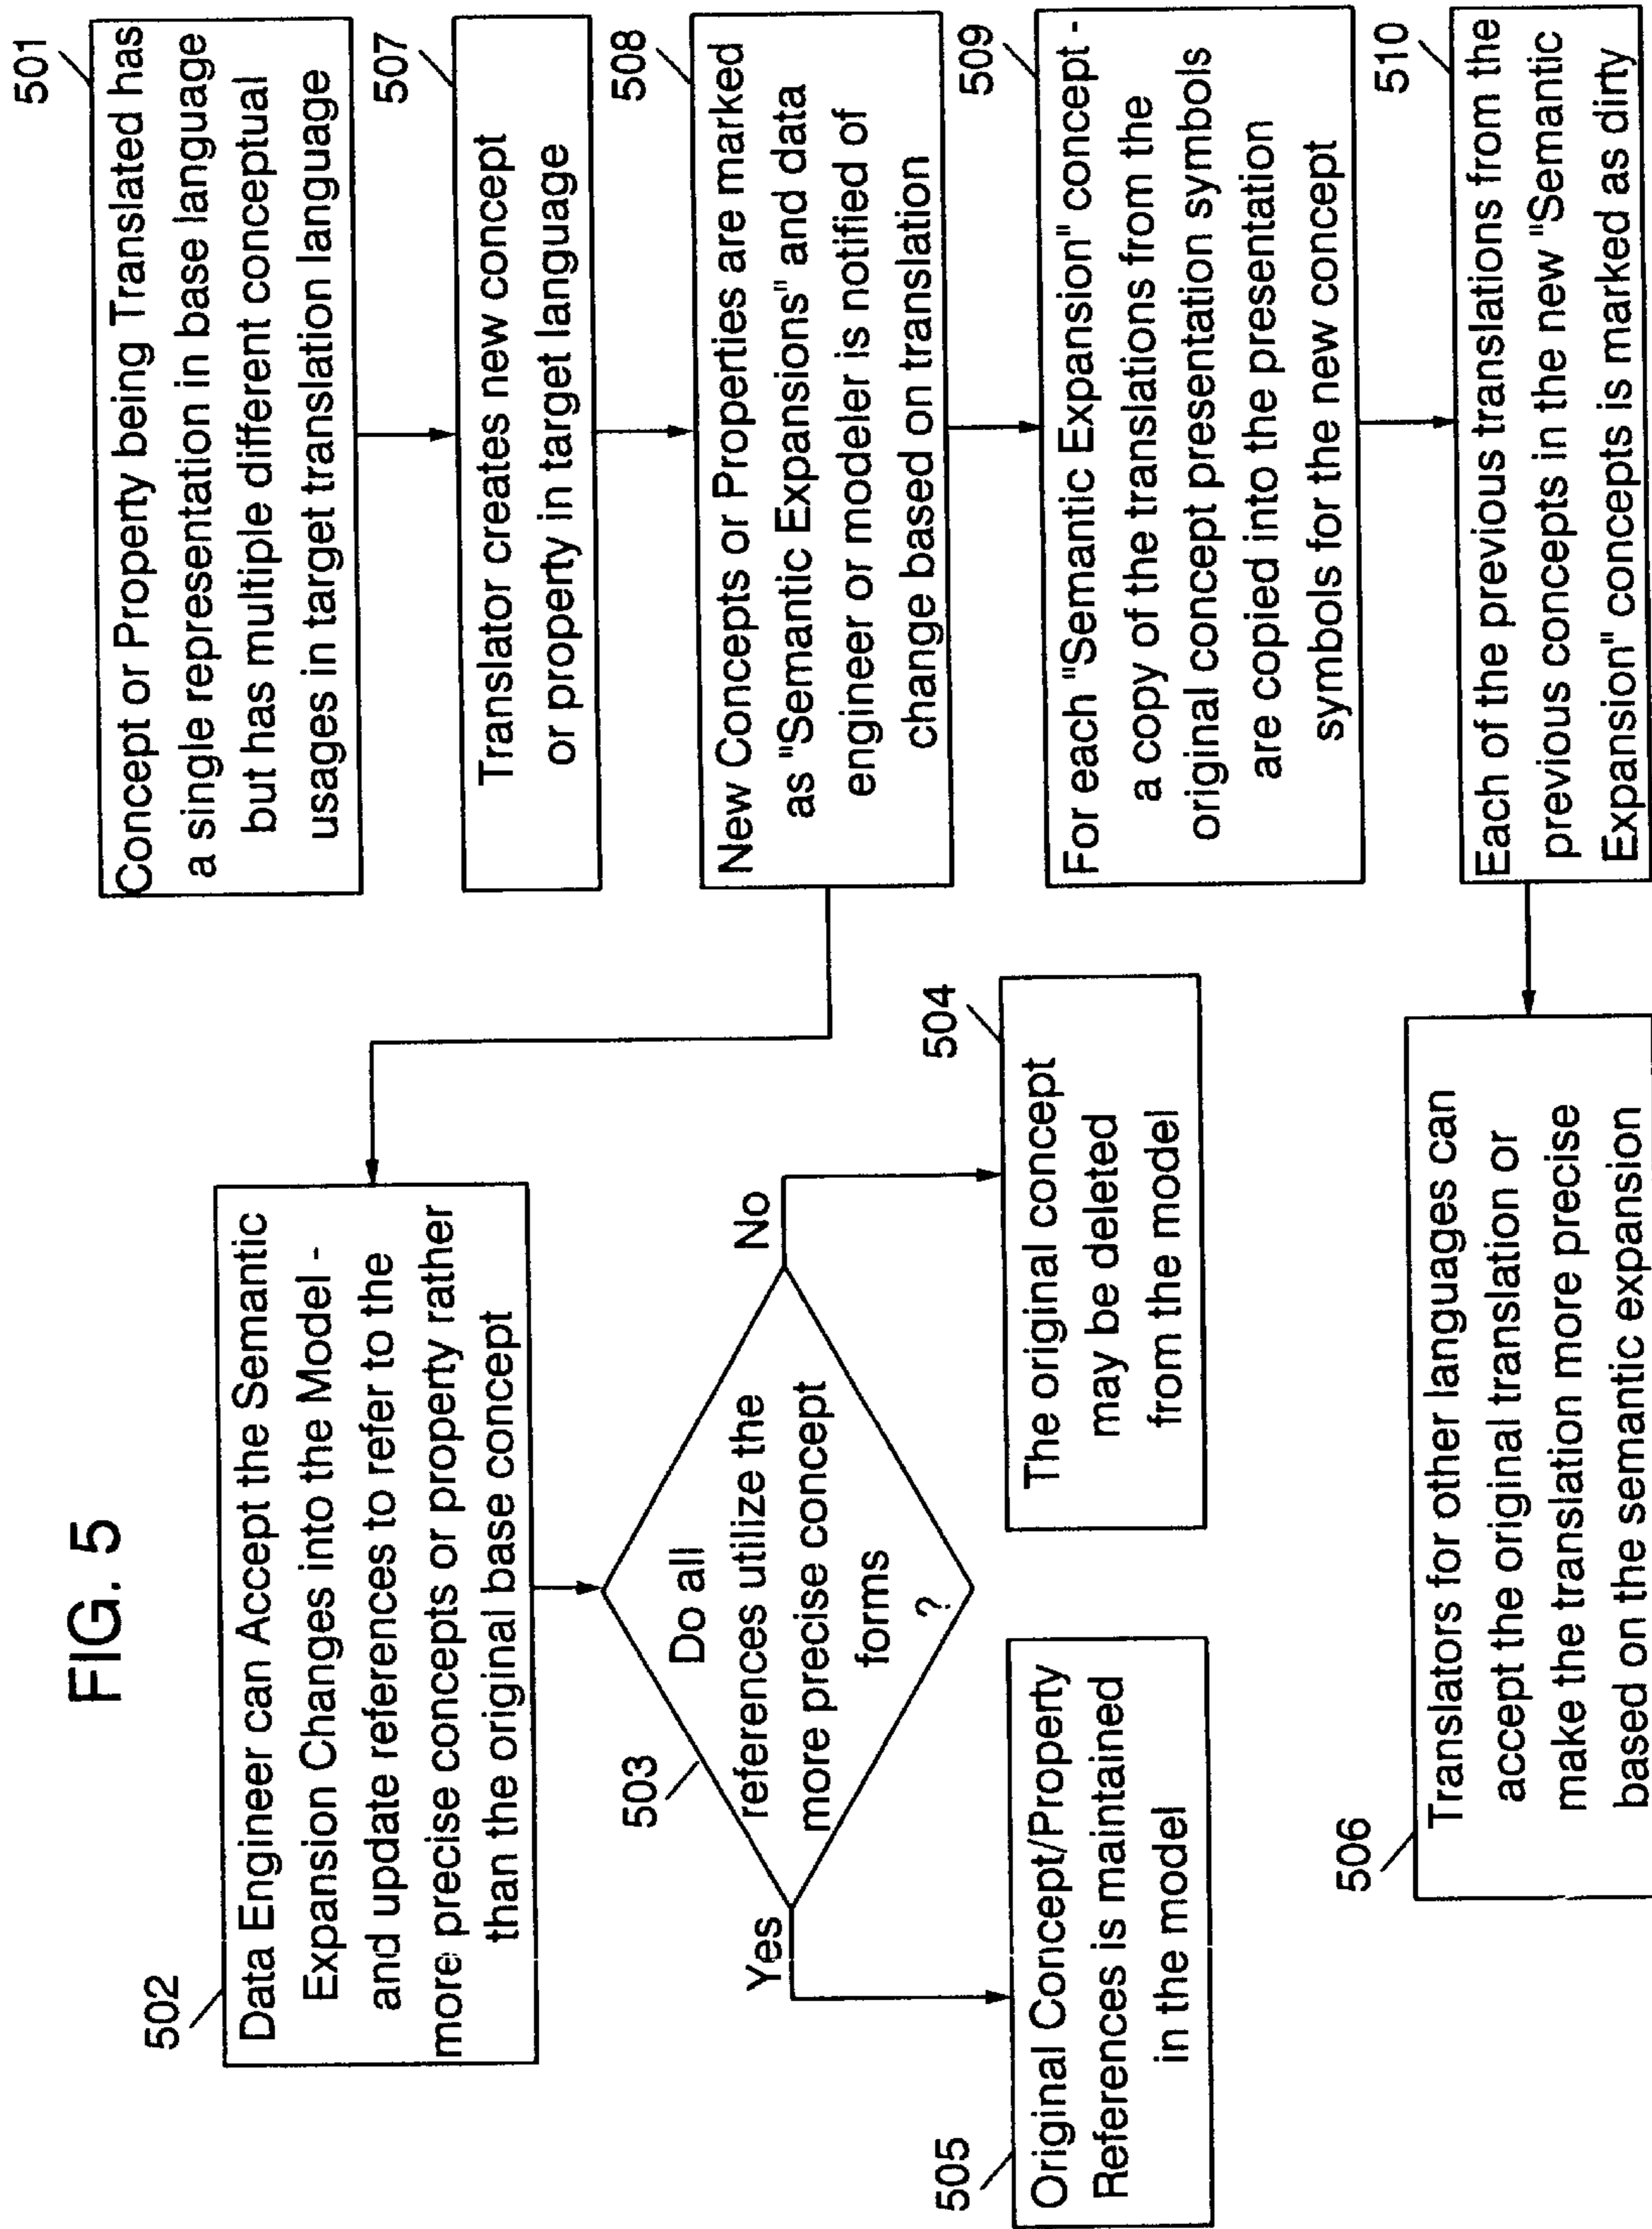 FIG. 5
501
Concept or Property being Translated has
a single representation in base language
but has multiple different conceptual
usages in target translation language
507
Translator creates new concept
or property in target language
508
New Concepts or Properties are marked
as "Semantic Expansions" and data
engineer or modeler is notified of
change based on translation
509
For each "Semantic Expansion" concept -
a copy of the translations from the
original concept presentation symbols
are copied into the presentation
symbols for the new concept
510
Each of the previous translations from the
previous concepts in the new "Semantic
Expansion" concepts is marked as dirty
502
Data Engineer can Accept the Semantic
Expansion Changes into the Model -
and update references to refer to the
more precise concepts or property rather
than the original base concept
503
Do all
references utilize the
more precise concept
forms
?
Yes
No
504
The original concept
may be deleted
from the model
505
Original Concept/Property
References is maintained
in the model
506
Translators for other languages can
accept the original translation or
make the translation more precise
based on the semantic expansion